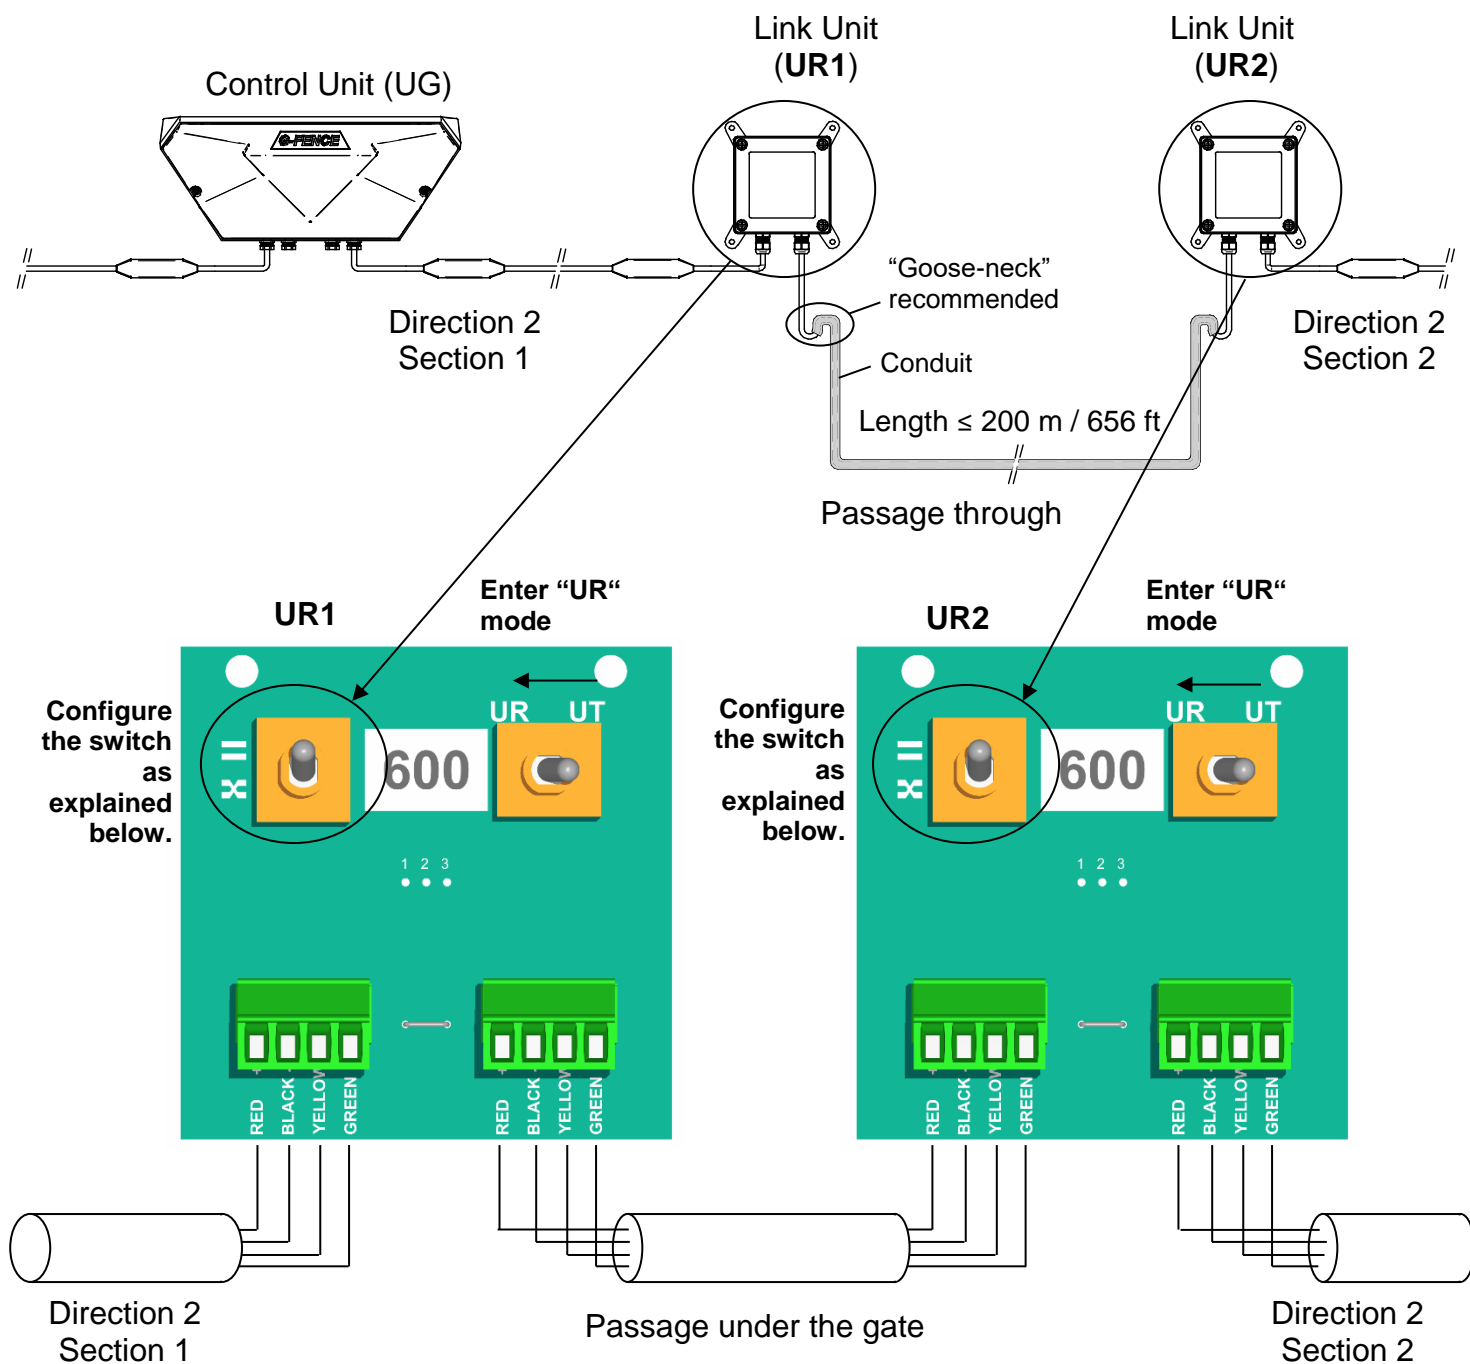 Link Unit
(UR1)
Link Unit
(UR2)
Control Unit (UG)
G-FENCE
“Goose-neck”
recommended
Direction 2
Section 1
Direction 2
Section 2
Conduit
Length ≤ 200 m / 656 ft
Passage through
UR1
Enter “UR“
mode
UR2
Enter “UR“
mode
Configure
the switch
as
explained
below.
UR UT
= x
600
1 2 3
+ -
RED BLACK YELLOW GREEN
+ -
RED BLACK YELLOW GREEN
Configure
the switch
as
explained
below.
UR UT
= x
600
1 2 3
+ -
RED BLACK YELLOW GREEN
+ -
RED BLACK YELLOW GREEN
Direction 2
Section 1
Passage under the gate
Direction 2
Section 2